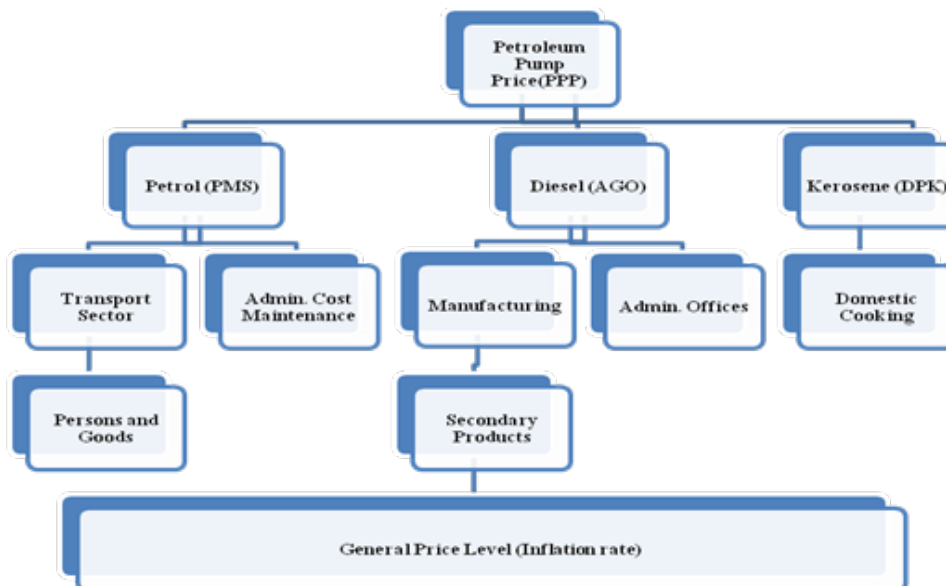 Petroleum
Pump
Price(PPP)
Petrol (PMS)
Diesel (AGO)
Kerosene (DPK)
Transport
Sector
Admin. Cost
Maintenance
Manufacturing
Admin. Offices
Domestic
Cooking
Persons and
Goods
Secondary
Products
General Price Level (Inflation rate)